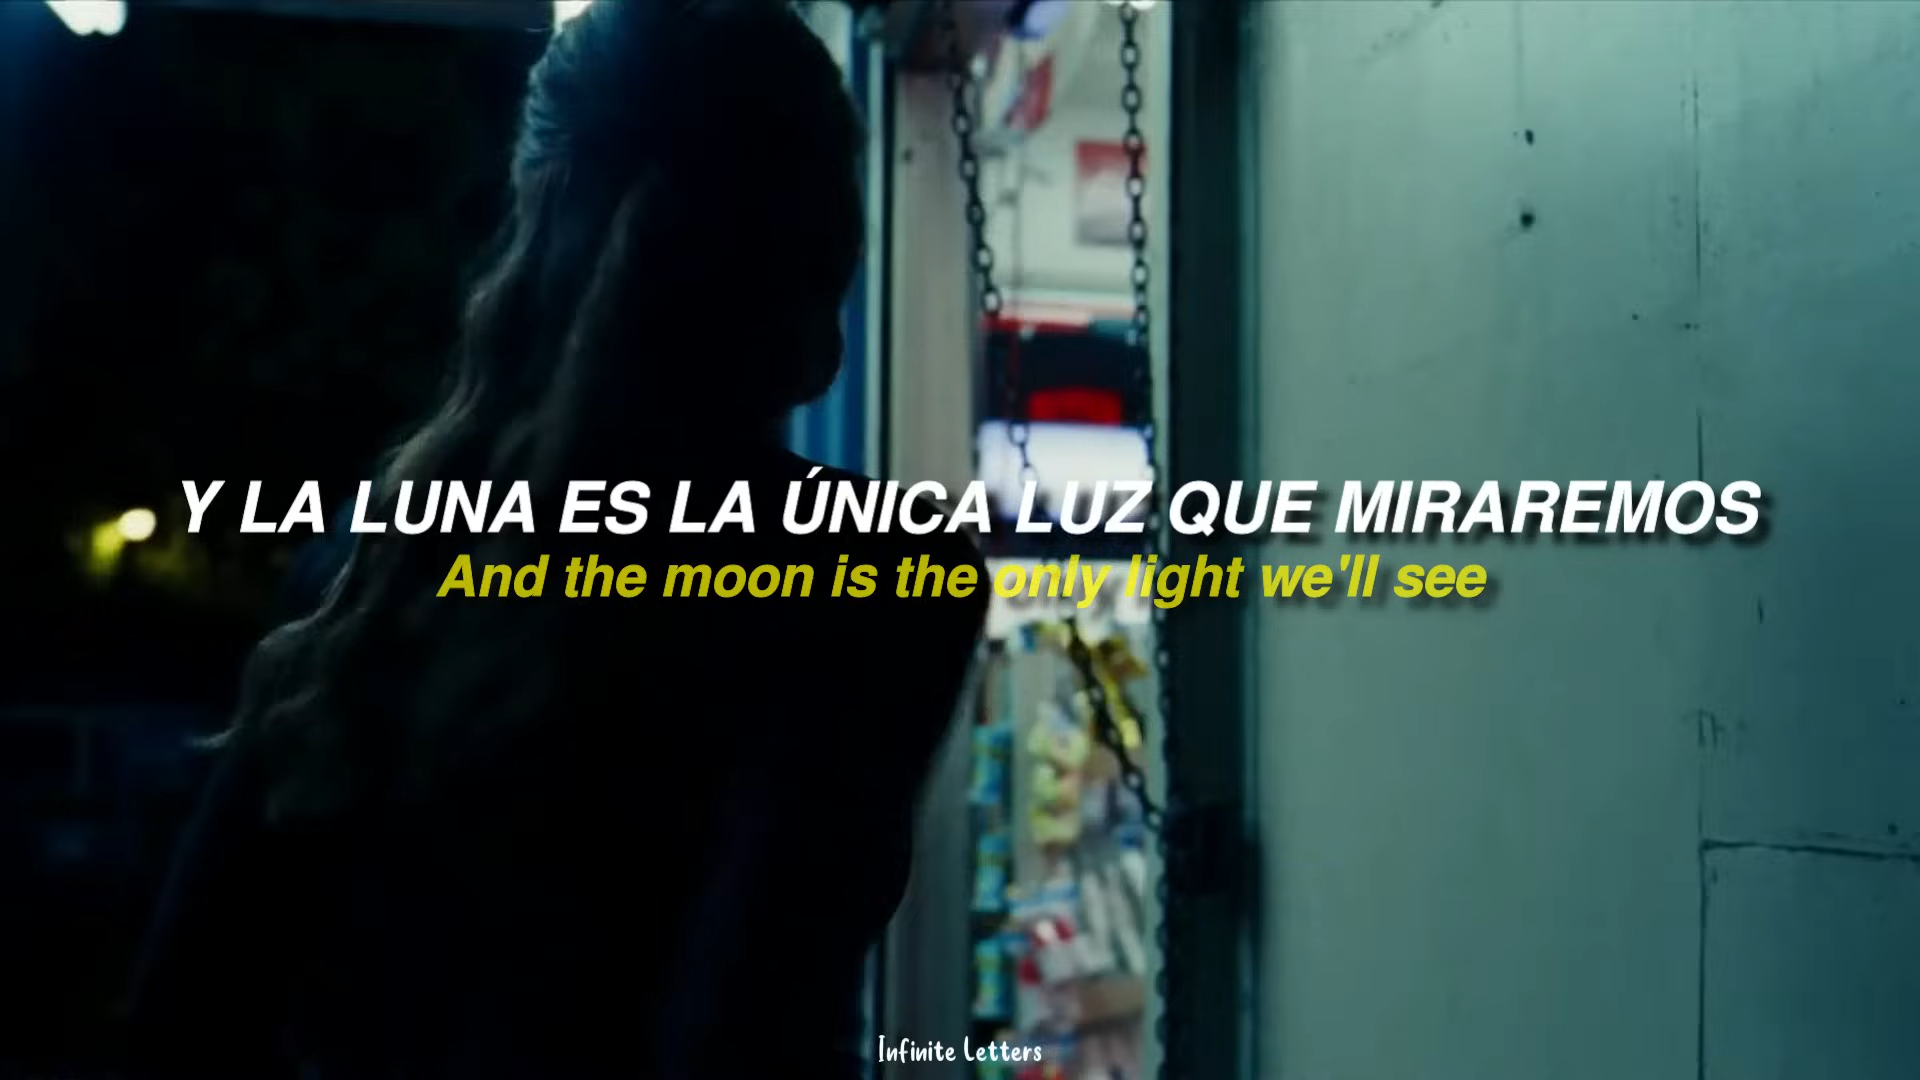 Y LA LUNA ES LA ÚNICA LUZ QUE MIRAREMOS
And the moon is the only light we'll see
Infinite Letters